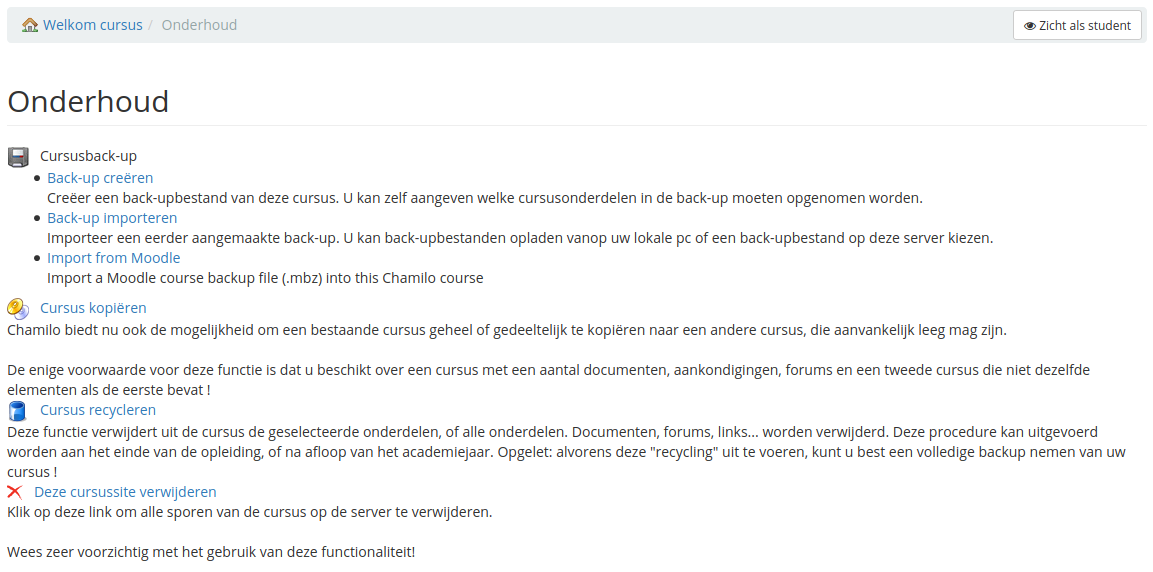 Welkom cursus / Onderhoud
Zicht als student
Onderhoud
Cursusback-up
Back-up creëren
Creëer een back-upbestand van deze cursus. U kan zelf aangeven welke cursusonderdelen in de back-up moeten opgenomen worden.
Back-up importeren
Importeer een eerder aangemaakte back-up. U kan back-upbestanden opladen vanop uw lokale pc of een back-upbestand op deze server kiezen.
Import from Moodle
Import a Moodle course backup file (.mbz) into this Chamilo course
Cursus kopiëren
Chamilo biedt nu ook de mogelijkheid om een bestaande cursus geheel of gedeeltelijk te kopiëren naar een andere cursus, die aanvankelijk leeg mag zijn.
De enige voorwaarde voor deze functie is dat u beschikt over een cursus met een aantal documenten, aankondigingen, forums en een tweede cursus die niet dezelfde
elementen als de eerste bevat !
Cursus recycleren
Deze functie verwijdert uit de cursus de geselecteerde onderdelen, of alle onderdelen. Documenten, forums, links... worden verwijderd. Deze procedure kan uitgevoerd
worden aan het einde van de opleiding, of na afloop van het academiejaar. Opgelet: alvorens deze "recycling" uit te voeren, kunt u best een volledige backup nemen van uw
cursus !
Deze cursussite verwijderen
Klik op deze link om alle sporen van de cursus op de server te verwijderen.
Wees zeer voorzichtig met het gebruik van deze functionaliteit!